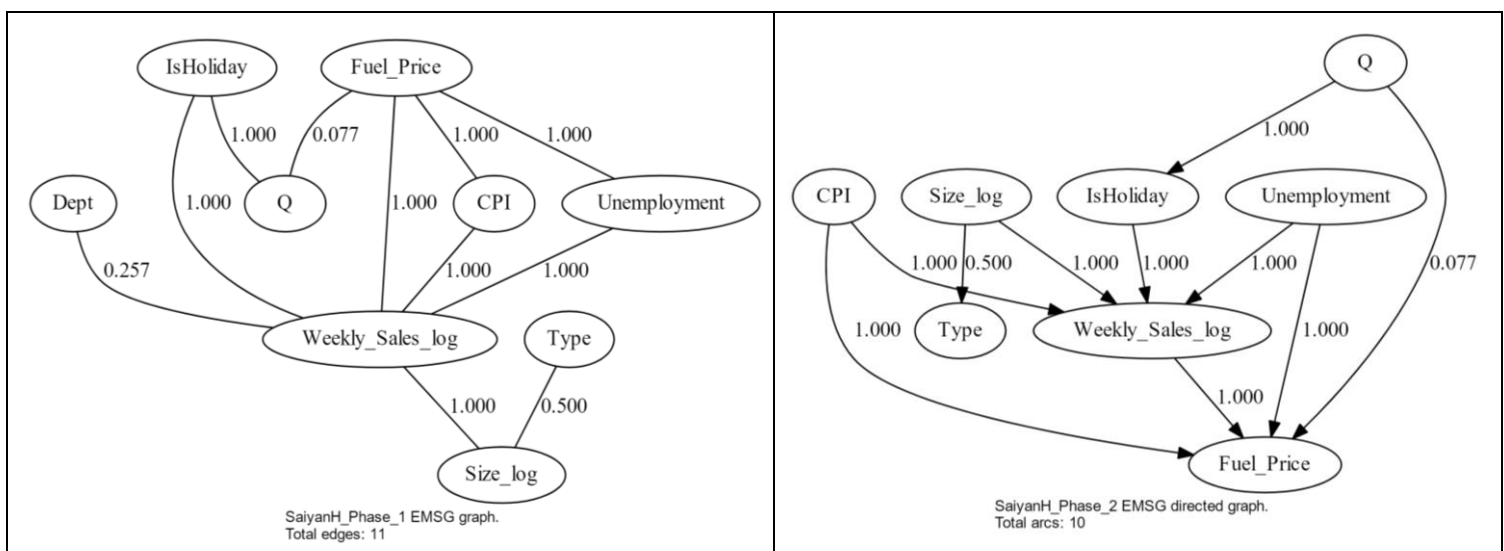 IsHoliday
Fuel_Price
1.000
0.077
1.000
1.000
Dept
1.000
Q
1.000
CPI
Unemployment
0.257
1.000
1.000
Weekly_Sales_log
Type
1.000
0.500
Size_log
SaiyanH_Phase_1 EMSG graph.
Total edges: 11
Q
1.000
CPI
Size_log
IsHoliday
Unemployment
1.000
0.500
1.000
1.000
1.000
0.077
1.000
Type
Weekly_Sales_log
1.000
1.000
Fuel_Price
SaiyanH_Phase_2 EMSG directed graph.
Total arcs: 10